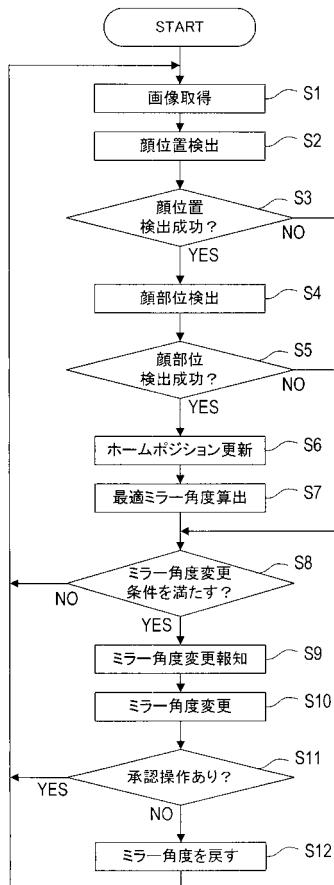 START
画像取得 S1
顔位置検出 S2
S3
顔位置
検出成功?
NO
YES
顔部位検出 S4
S5
顔部位
検出成功?
NO
YES
ホームポジション更新 S6
最適ミラー角度算出 S7
S8
ミラー角度変更
条件を満たす?
NO
YES
ミラー角度変更報知 S9
ミラー角度変更 S10
S11
承認操作あり?
YES
NO
ミラー角度を戻す S12